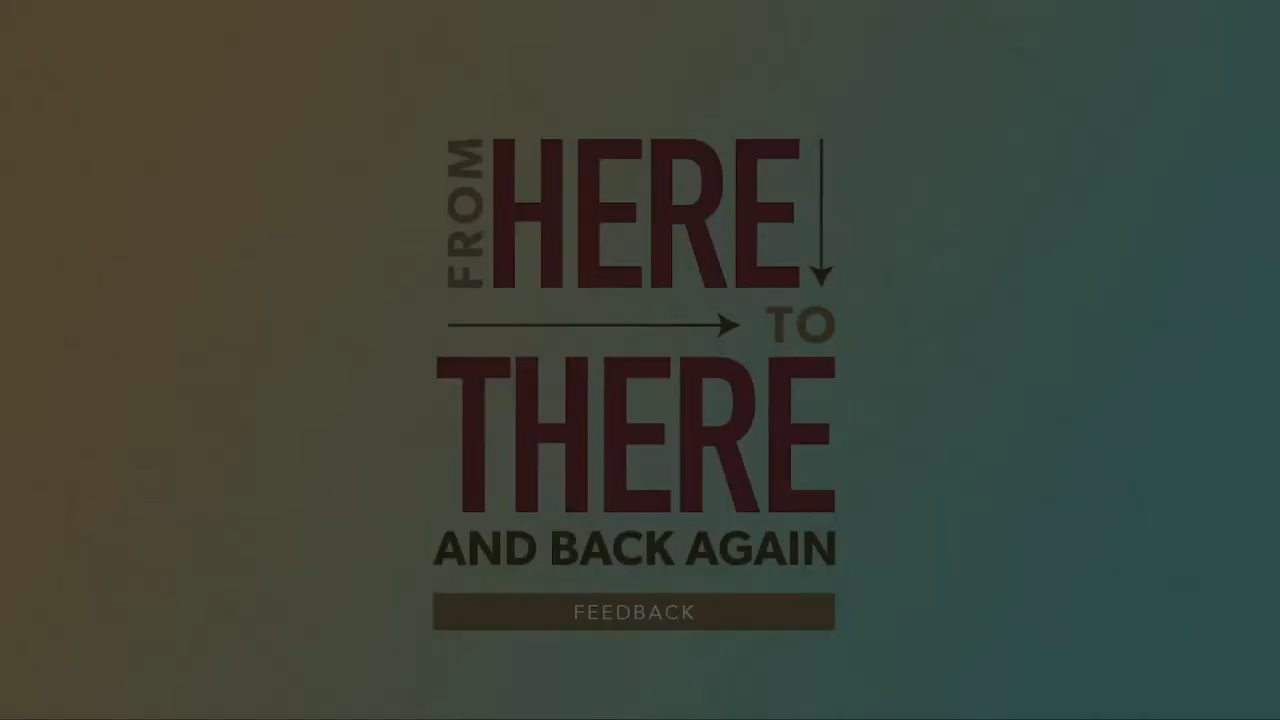 FROM HERE
TO
THERE
AND BACK AGAIN
FEEDBACK